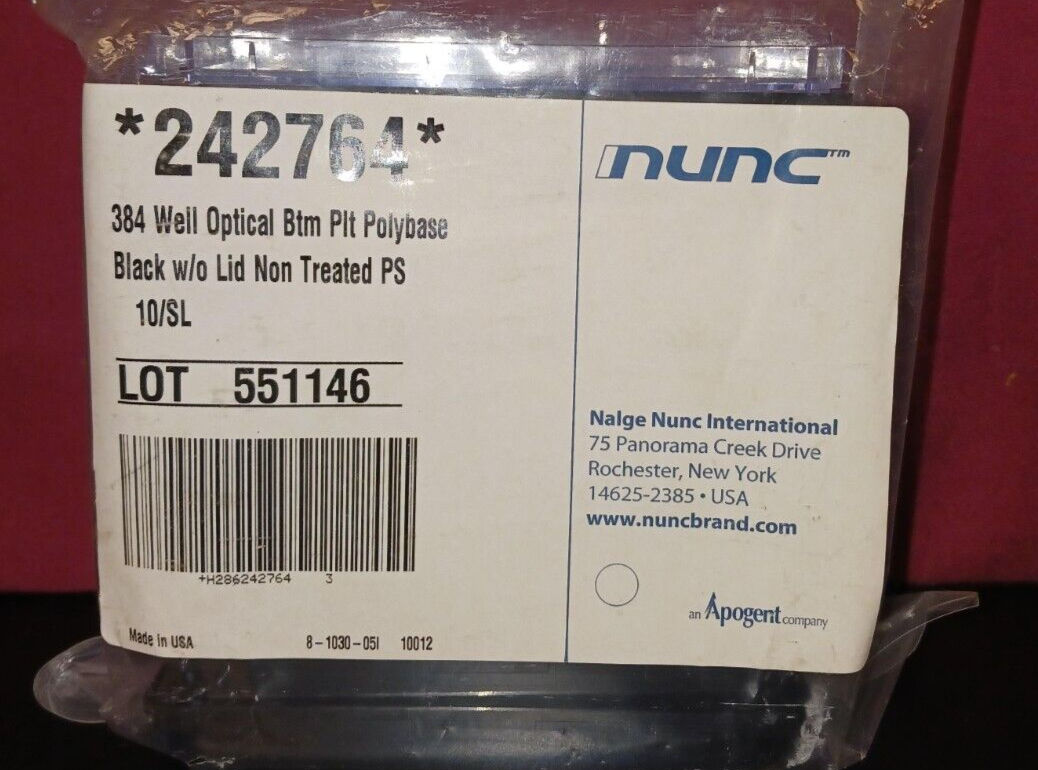 *242764*
384 Well Optical Btm Plt Polybase
Black w/o Lid Non Treated PS
10/SL
LOT 551146
+H286242764 3
Made in USA 8-1030-05I 10012
nunc™
Nalge Nunc International
75 Panorama Creek Drive
Rochester, New York
14625-2385 • USA
www.nuncbrand.com
an Apogent company